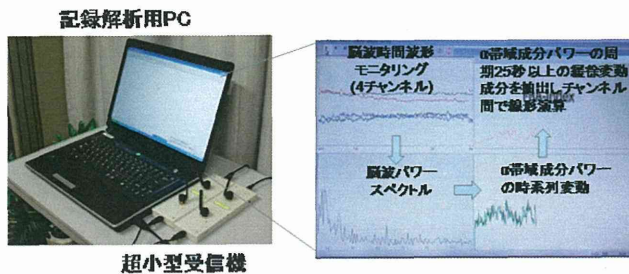 記録解析用PC
超小型受信機
脳波時間波形
モニタリング
(4チャンネル)
脳波パワー
スペクトル
α帯域成分パワー
の時系列変動
α帯域成分パワーの周
期25秒以上の緩徐変動
成分を抽出しチャンネル
間で線形演算